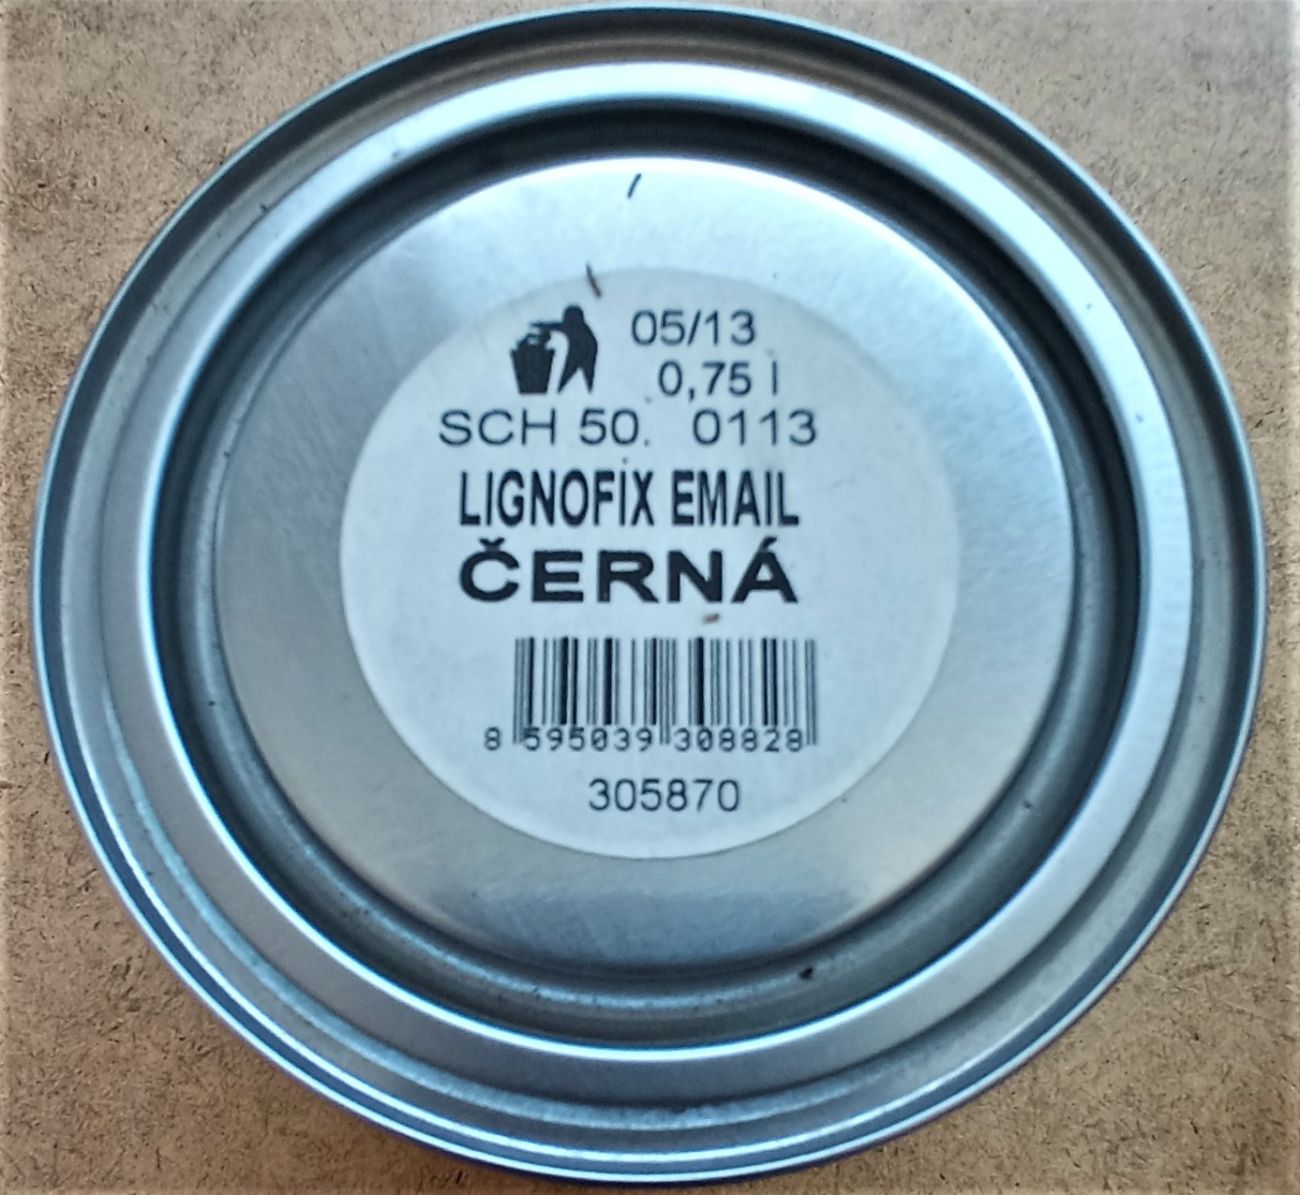 05/13
0,75 l
SCH 50. 0113
LIGNOFIX EMAIL
ČERNÁ
8 595039 308828
305870